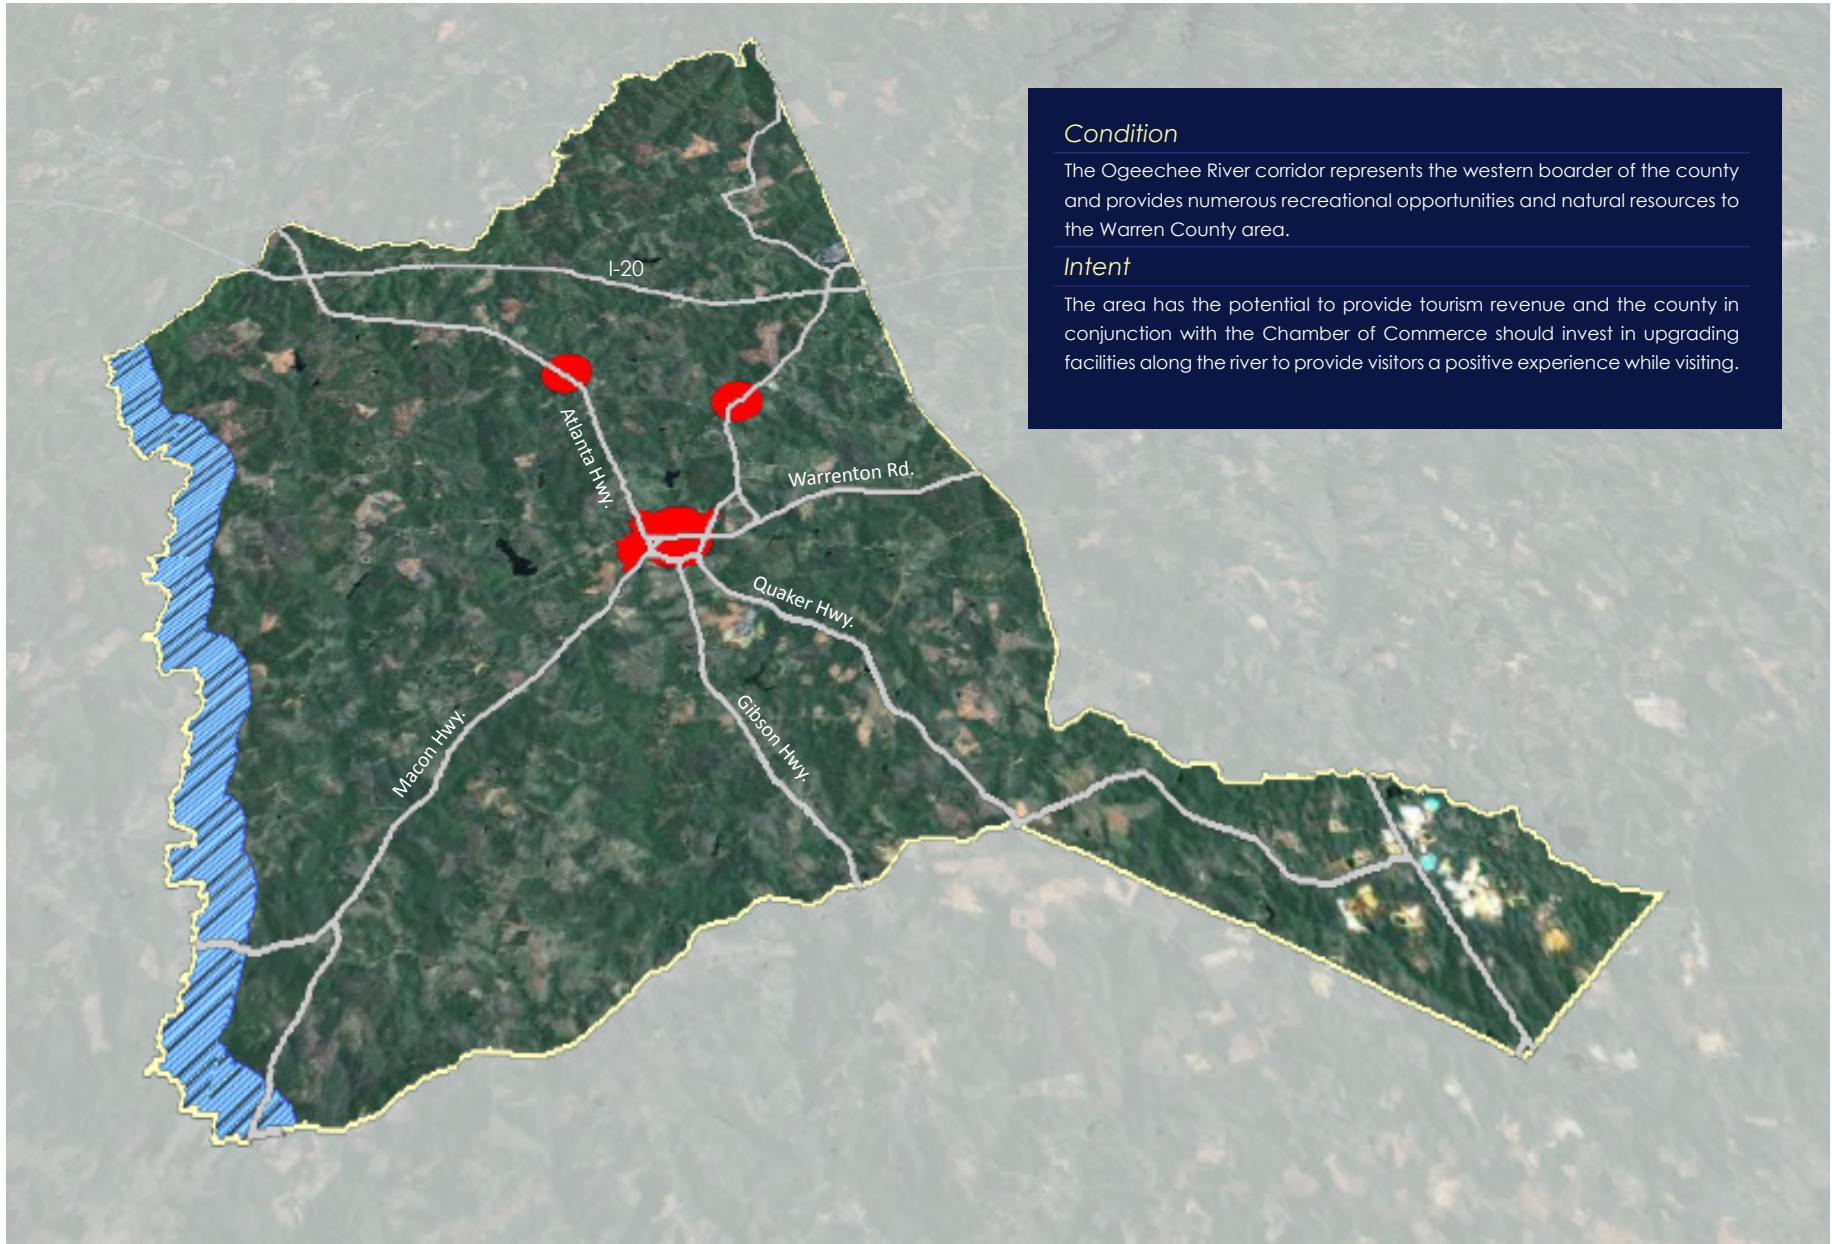 Condition
The Ogeechee River corridor represents the western boarder of the county
and provides numerous recreational opportunities and natural resources to
the Warren County area.
Intent
The area has the potential to provide tourism revenue and the county in
conjunction with the Chamber of Commerce should invest in upgrading
facilities along the river to provide visitors a positive experience while visiting.
I-20
Atlanta Hwy.
Warrenton Rd.
Quaker Hwy.
Gibson Hwy.
Macon Hwy.